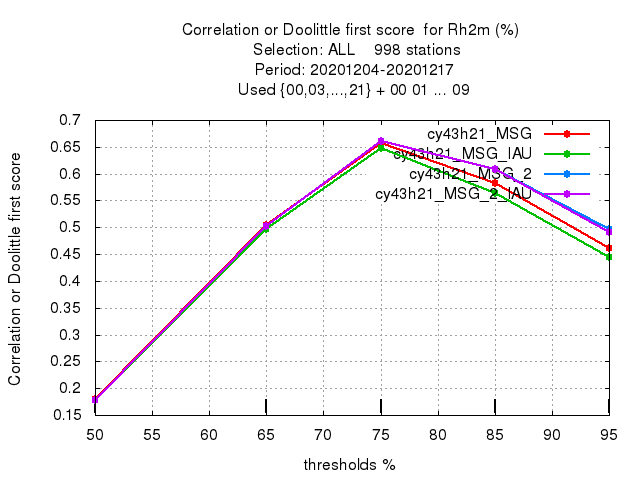 Correlation or Doolittle first score  for Rh2m (%)
Selection: ALL    998 stations
Period: 20201204-20201217
Used {00,03,...,21} + 00 01 ... 09
Correlation or Doolittle first score
0.7
0.65
0.6
0.55
0.5
0.45
0.4
0.35
0.3
0.25
0.2
0.15
cy43h21_MSG
cy43h21_MSG_IAU
cy43h21_MSG_2
cy43h21_MSG_2_IAU
50 55 60 65 70 75 80 85 90 95
thresholds %